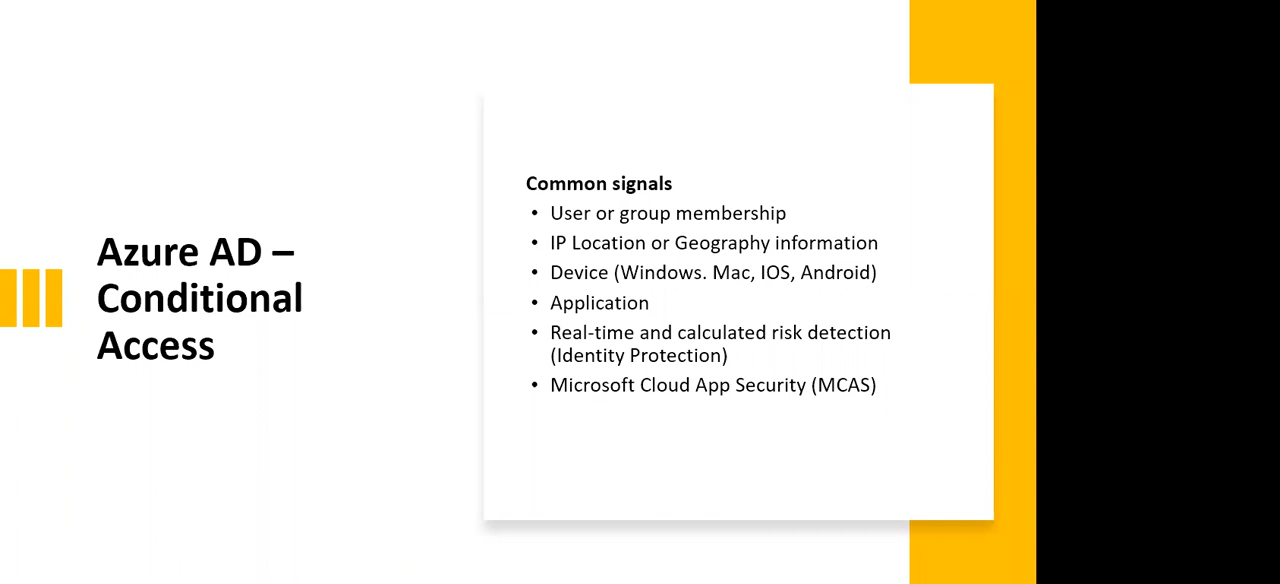 Azure AD –
Conditional
Access
Common signals
• User or group membership
• IP Location or Geography information
• Device (Windows. Mac, IOS, Android)
• Application
• Real-time and calculated risk detection
(Identity Protection)
• Microsoft Cloud App Security (MCAS)